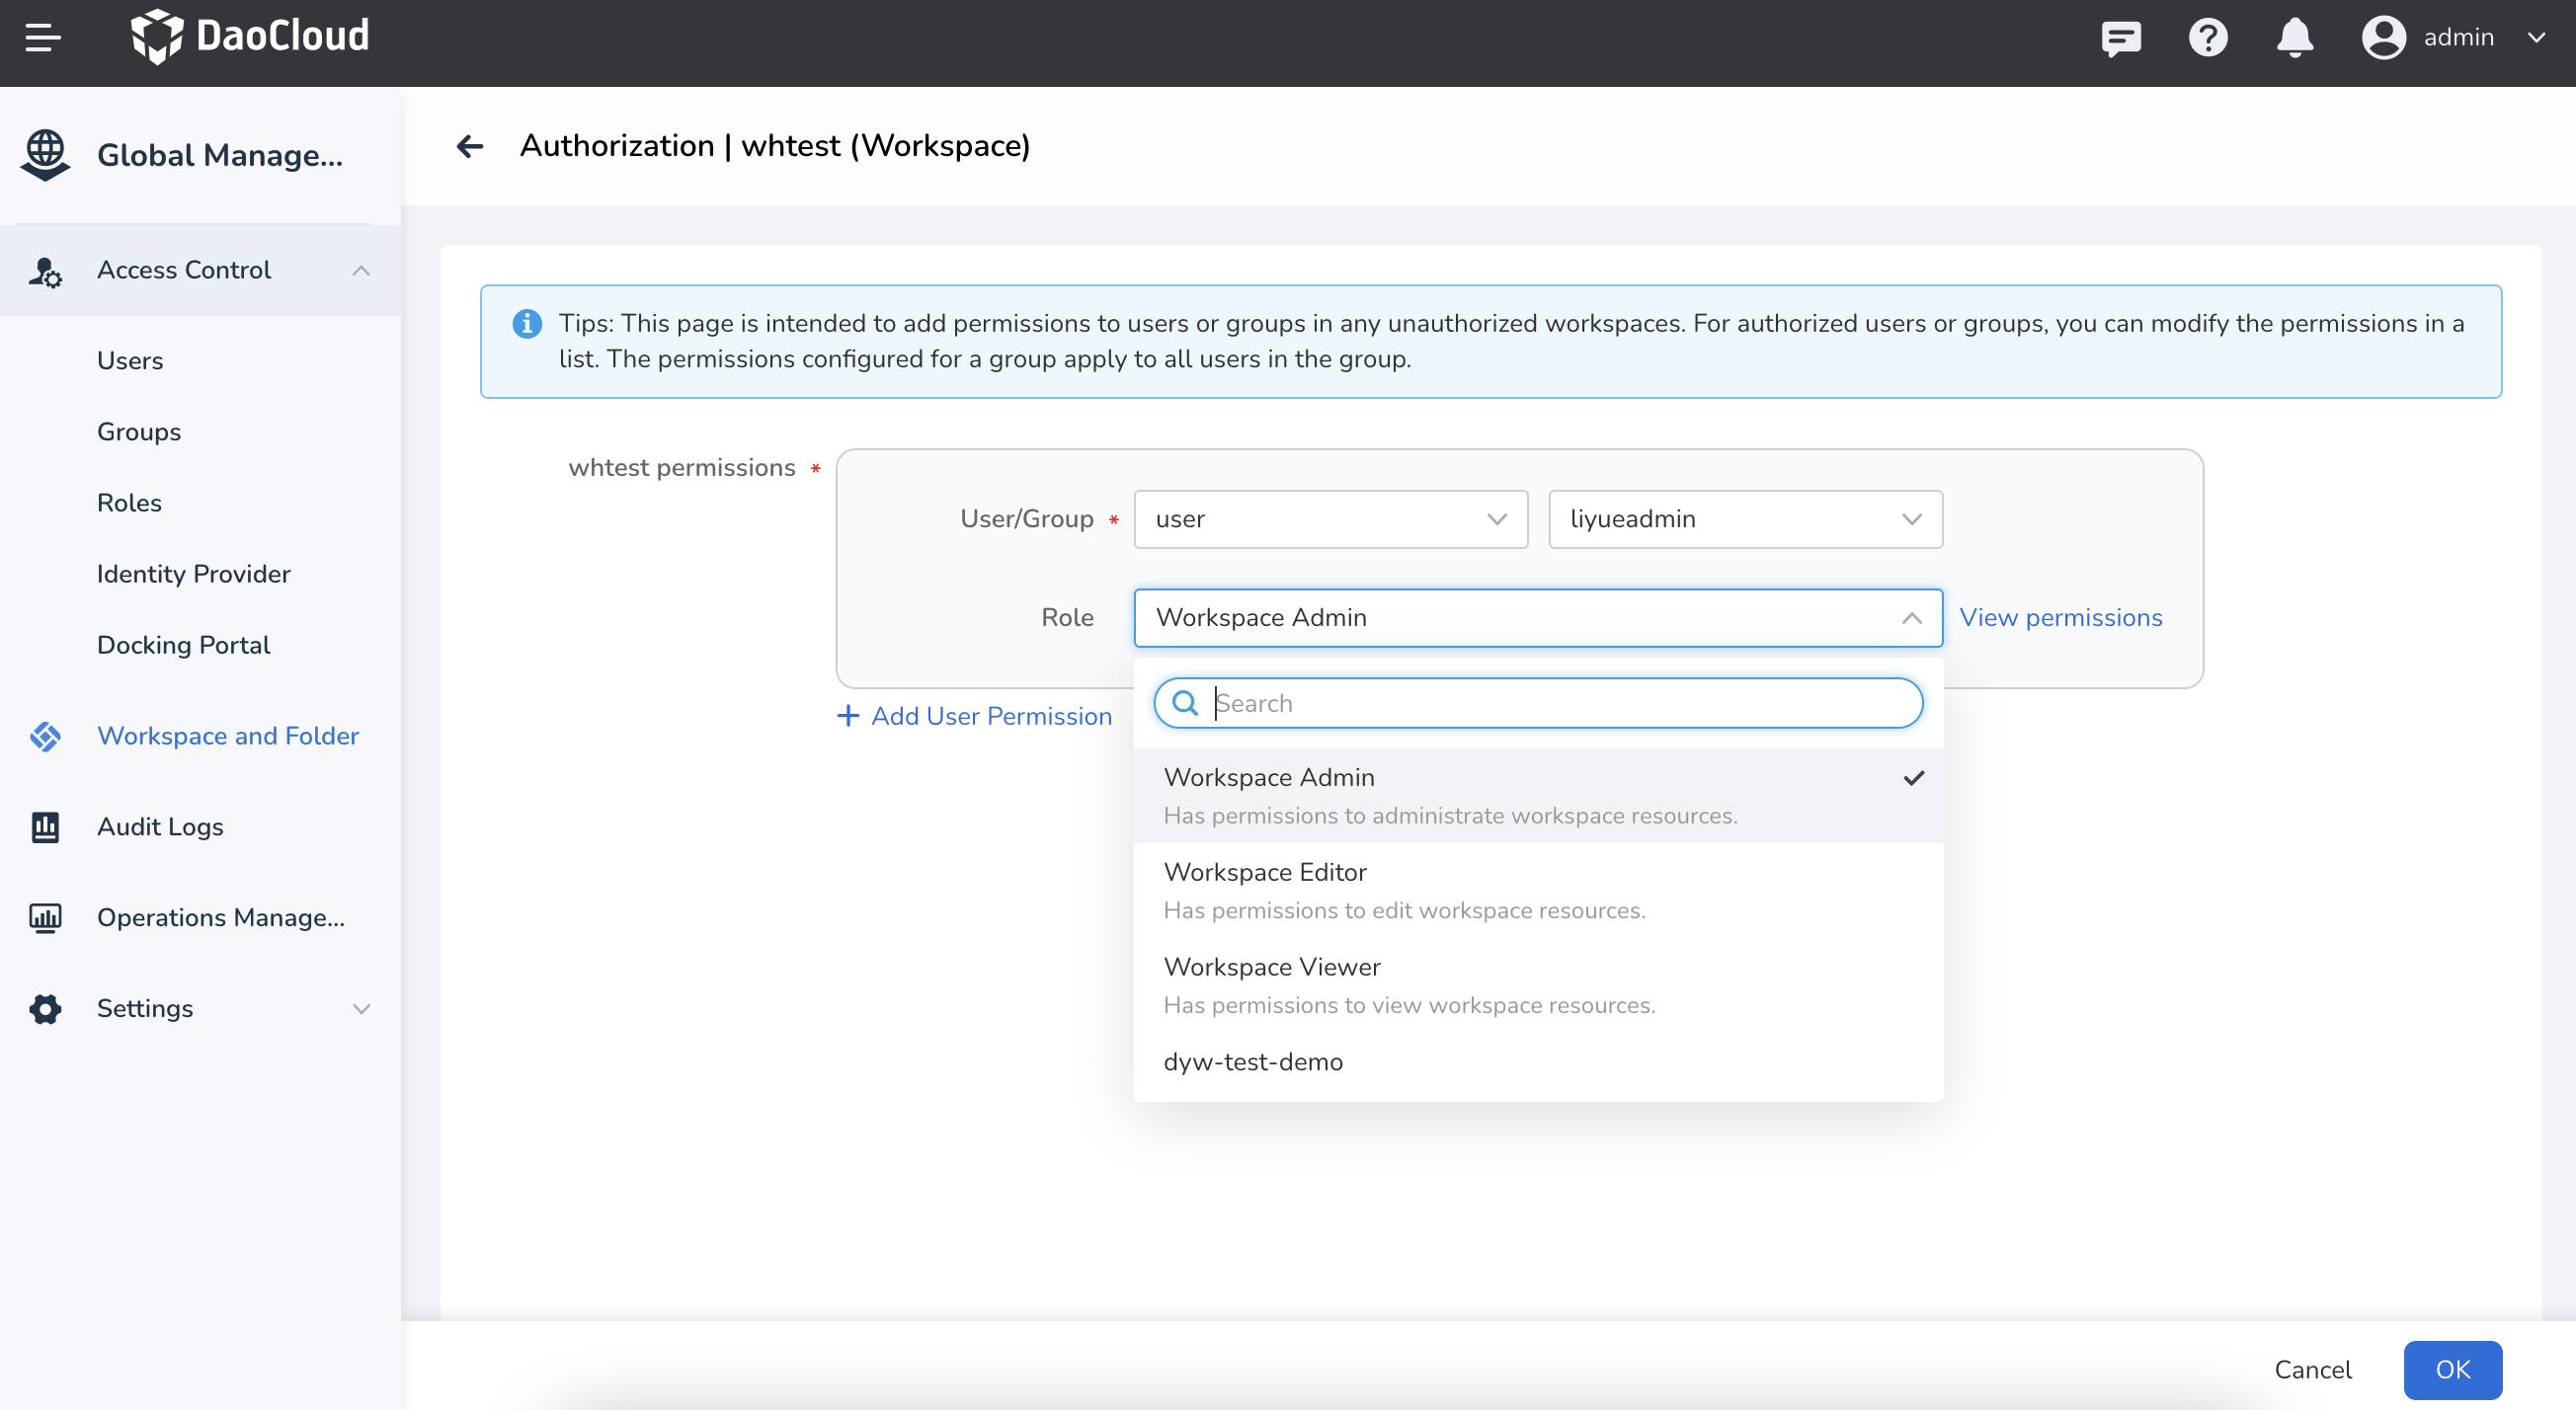 DaoCloud
admin
Global Manage...
Access Control
Users
Groups
Roles
Identity Provider
Docking Portal
Workspace and Folder
Audit Logs
Operations Manage...
Settings
Authorization | whtest (Workspace)
Tips: This page is intended to add permissions to users or groups in any unauthorized workspaces. For authorized users or groups, you can modify the permissions in a
list. The permissions configured for a group apply to all users in the group.
whtest permissions *
User/Group * user liyueadmin
Role Workspace Admin View permissions
Search
Add User Permission
Workspace Admin
Has permissions to administrate workspace resources.
Workspace Editor
Has permissions to edit workspace resources.
Workspace Viewer
Has permissions to view workspace resources.
dyw-test-demo
Cancel OK